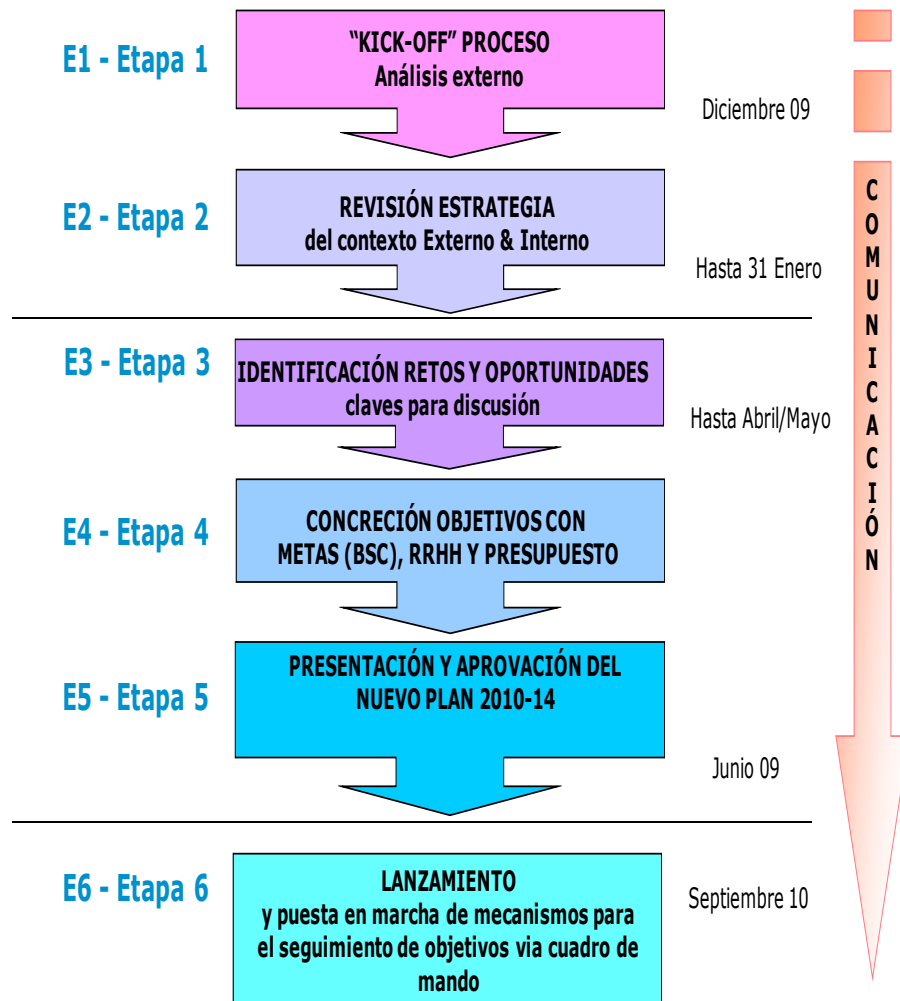 E1 - Etapa 1
“KICK-OFF” PROCESO
Análisis externo
Diciembre 09
E2 - Etapa 2
REVISIÓN ESTRATEGIA
del contexto Externo & Interno
Hasta 31 Enero
E3 - Etapa 3
IDENTIFICACIÓN RETOS Y OPORTUNIDADES
claves para discusión
Hasta Abril/Mayo
E4 - Etapa 4
CONCRECIÓN OBJETIVOS CON
METAS (BSC), RRHH Y PRESUPUESTO
E5 - Etapa 5
PRESENTACIÓN Y APROVACIÓN DEL
NUEVO PLAN 2010-14
Junio 09
E6 - Etapa 6
LANZAMIENTO
y puesta en marcha de mecanismos para
el seguimiento de objetivos via cuadro de
mando
Septiembre 10
COMUNICACIÓN